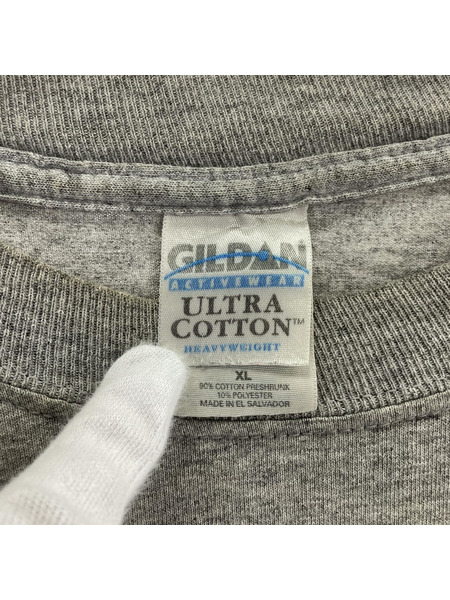 GILDAN
ACTIVEWEAR
ULTRA
COTTON™
HEAVYWEIGHT
XL
90% COTTON PRESHRUNK
10% POLYESTER
MADE IN EL SALVADOR